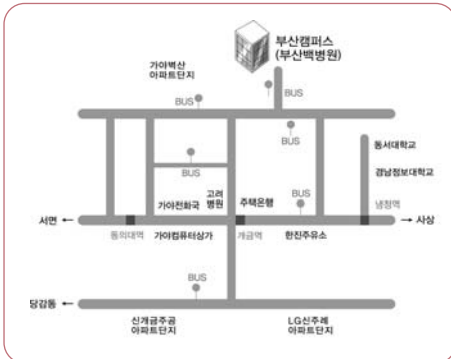 부산캠퍼스
(부산백병원)
가야벽산
아파트단지
BUS
BUS
BUS
BUS
동서대학교
경남정보대학교
고려
병원
가야전화국
주택은행
BUS
냉정역
서면
사상
동의대역
가야컴퓨터상가
개금역
한진주유소
BUS
당감동
신개금주공
아파트단지
LG신주례
아파트단지